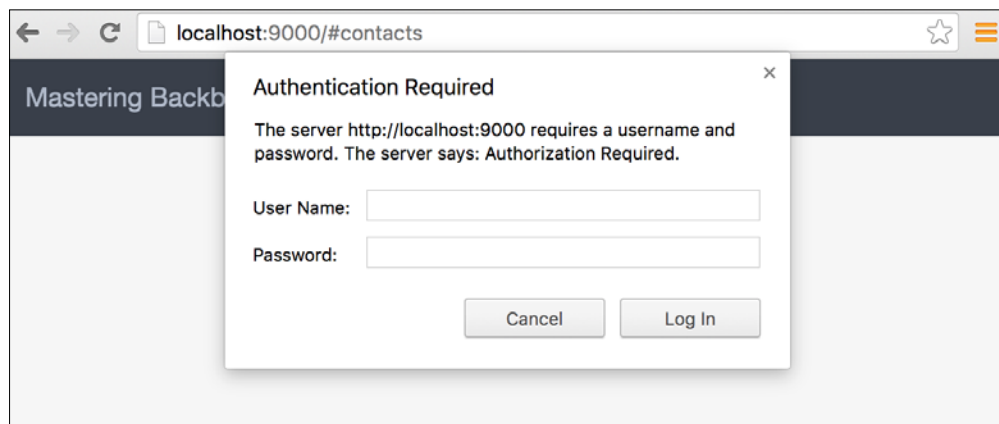 localhost:9000/#contacts
Mastering Backb
Authentication Required
The server http://localhost:9000 requires a username and
password. The server says: Authorization Required.
User Name:
Password:
Cancel
Log In